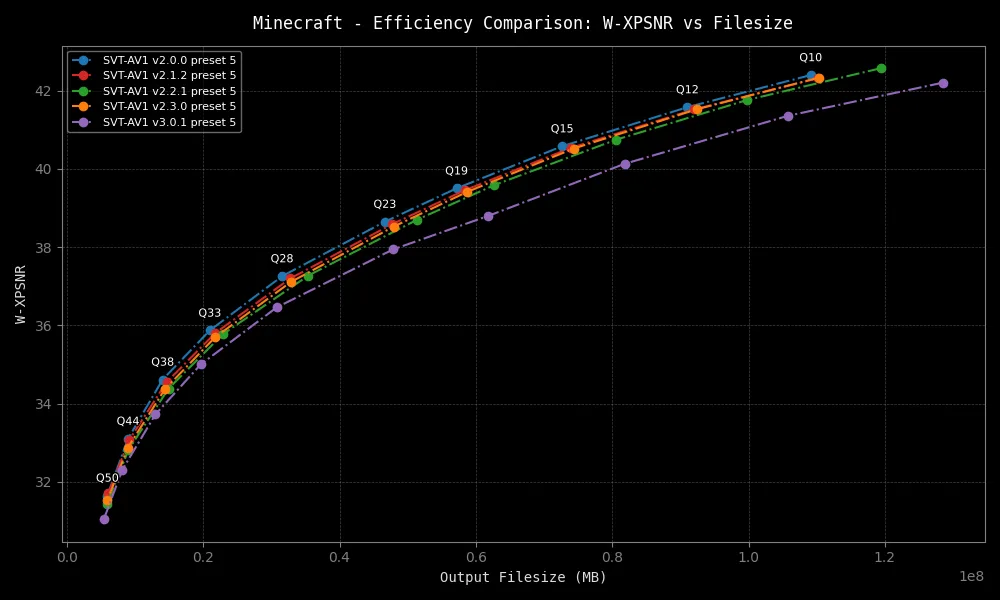 Minecraft - Efficiency Comparison: W-XPSNR vs Filesize
SVT-AV1 v2.0.0 preset 5
SVT-AV1 v2.1.2 preset 5
SVT-AV1 v2.2.1 preset 5
SVT-AV1 v2.3.0 preset 5
SVT-AV1 v3.0.1 preset 5
Q10
Q12
Q15
Q19
Q23
Q28
Q33
Q38
Q44
Q50
W-XPSNR
42
40
38
36
34
32
0.0
0.2
0.4
0.6
0.8
1.0
1.2
1e8
Output Filesize (MB)